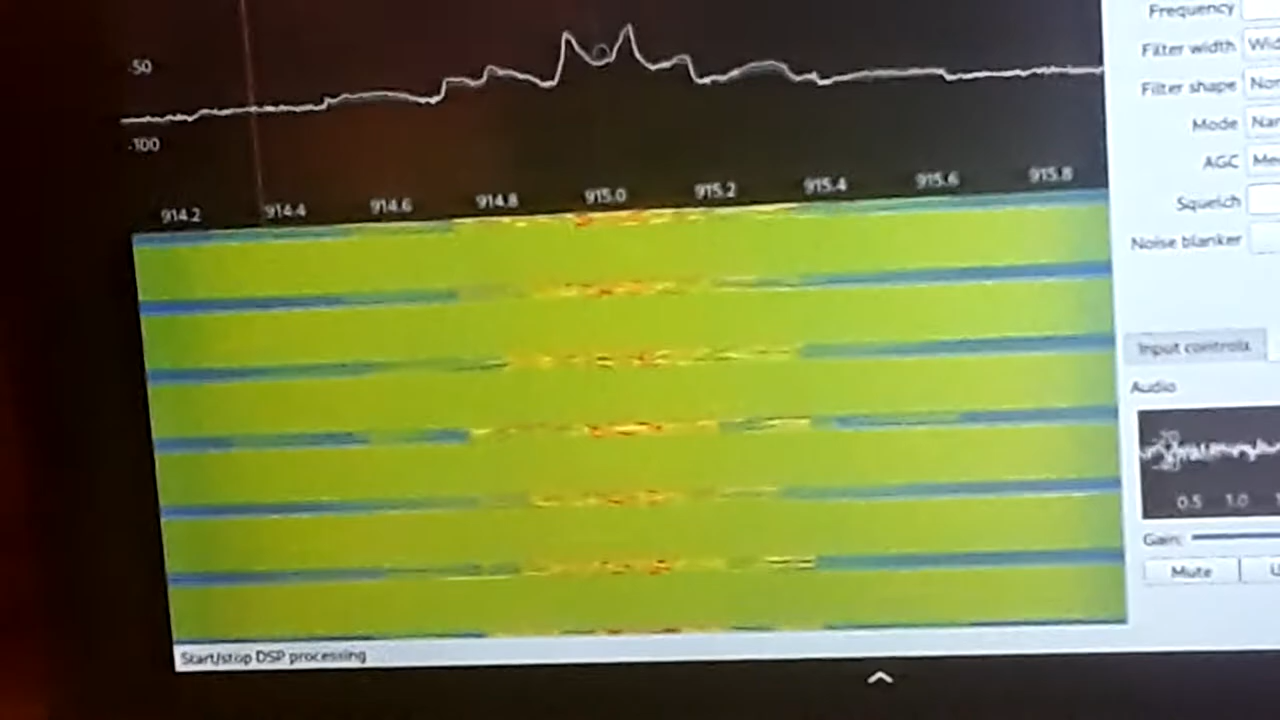 Frequency
-50
Filter width
Filter shape
-100
Mode
AGC
914.2 914.4 914.6 914.8 915.0 915.2 915.4 915.6 915.8
Squelch
Noise blanker
Input controls
Audio
0.5 1.0
Gain:
Mute
Start/stop DSP processing